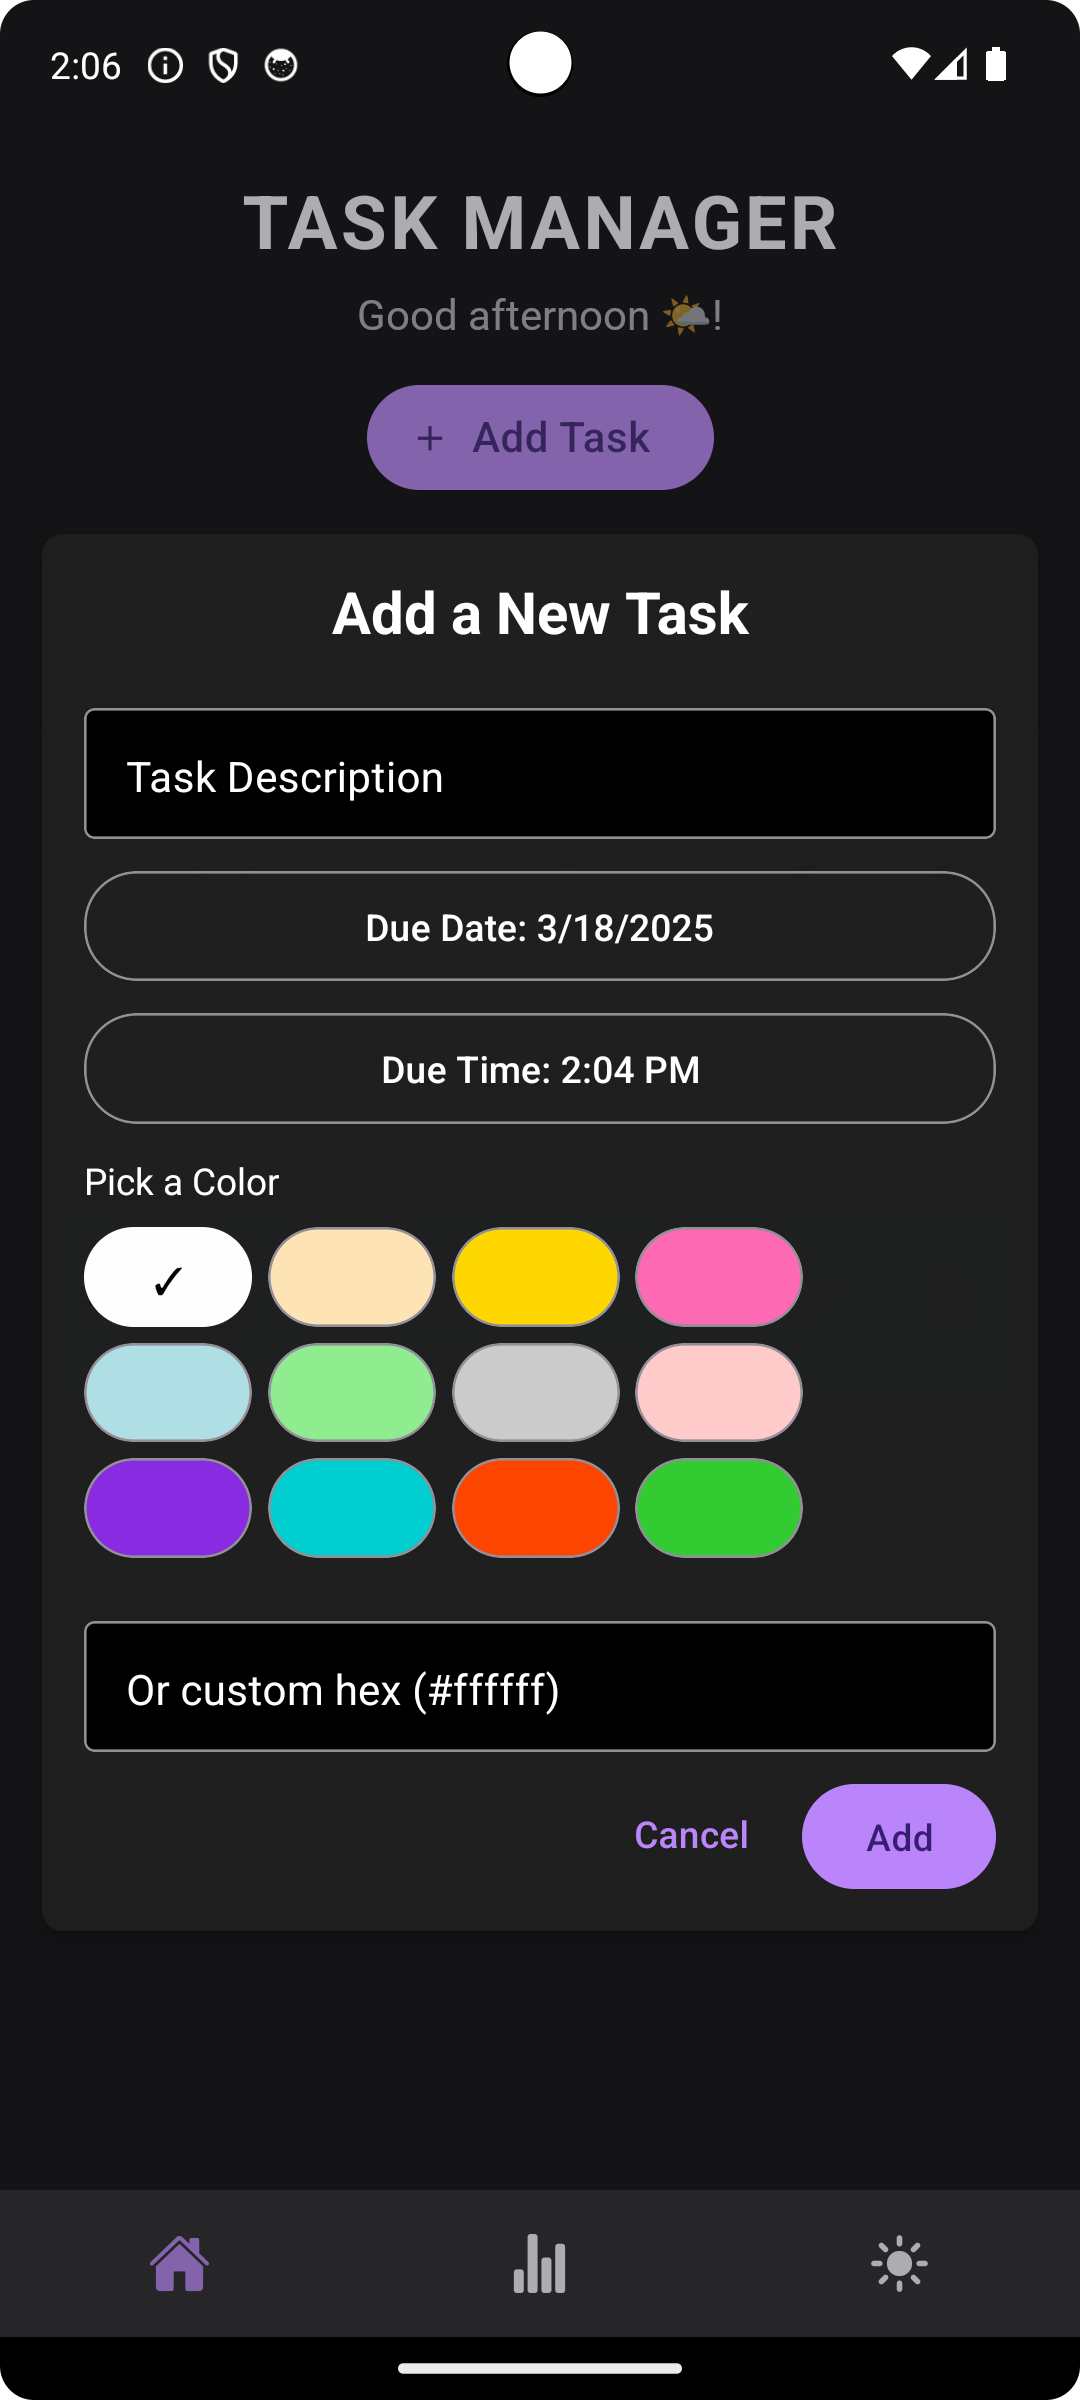 2:06
TASK MANAGER
Good afternoon 🌤️!
+ Add Task
Add a New Task
Task Description
Due Date: 3/18/2025
Due Time: 2:04 PM
Pick a Color
✓
Or custom hex (#ffffff)
Cancel
Add